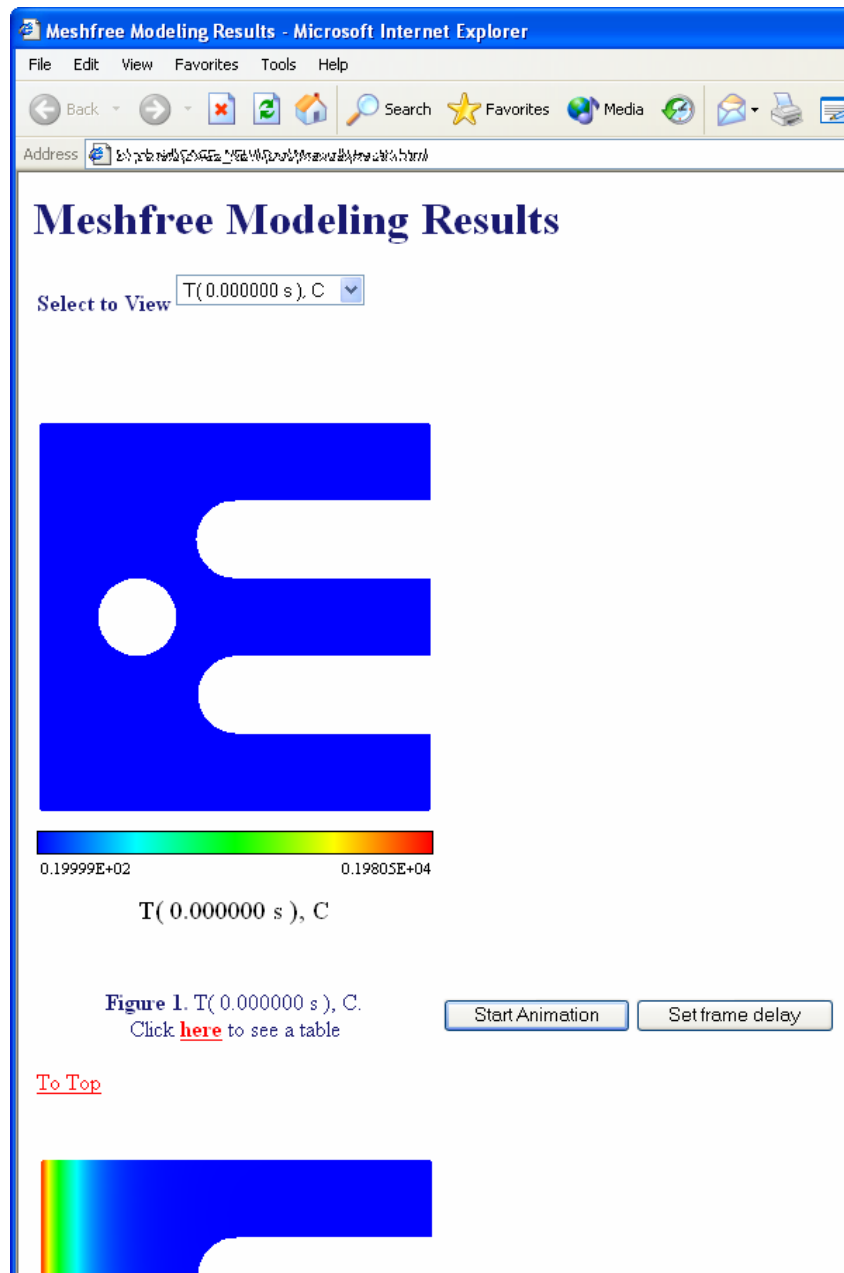 Meshfree Modeling Results - Microsoft Internet Explorer
File Edit View Favorites Tools Help
Back Search Favorites Media
Address
Meshfree Modeling Results
Select to View T( 0.000000 s ), C
0.19999E+02 0.19805E+04
T( 0.000000 s ), C
Figure 1. T( 0.000000 s ), C.
Click here to see a table
Start Animation Set frame delay
To Top